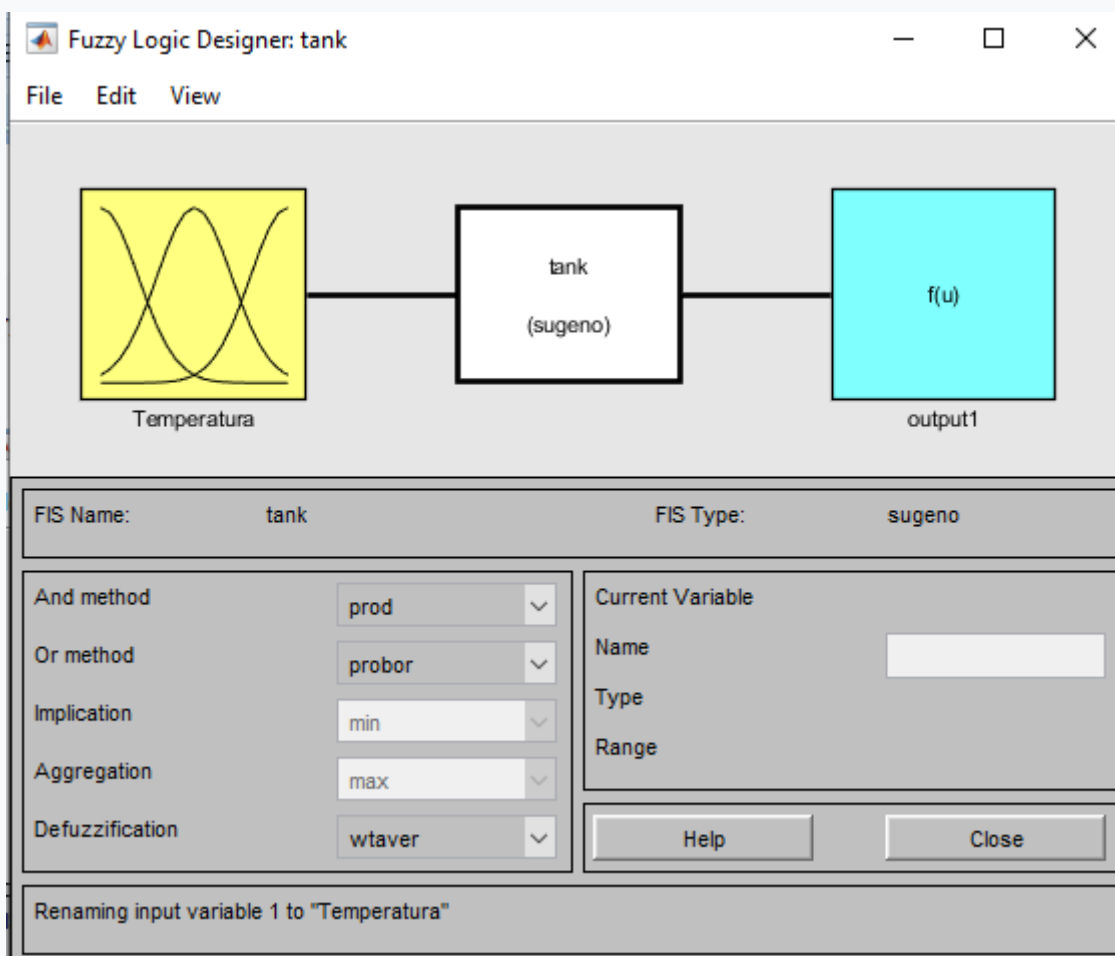 Fuzzy Logic Designer: tank
File Edit View
tank
(sugeno)
f(u)
Temperatura
output1
FIS Name: tank
FIS Type: sugeno
And method prod
Or method probor
Implication min
Aggregation max
Defuzzification wtaver
Current Variable
Name
Type
Range
Help Close
Renaming input variable 1 to "Temperatura"